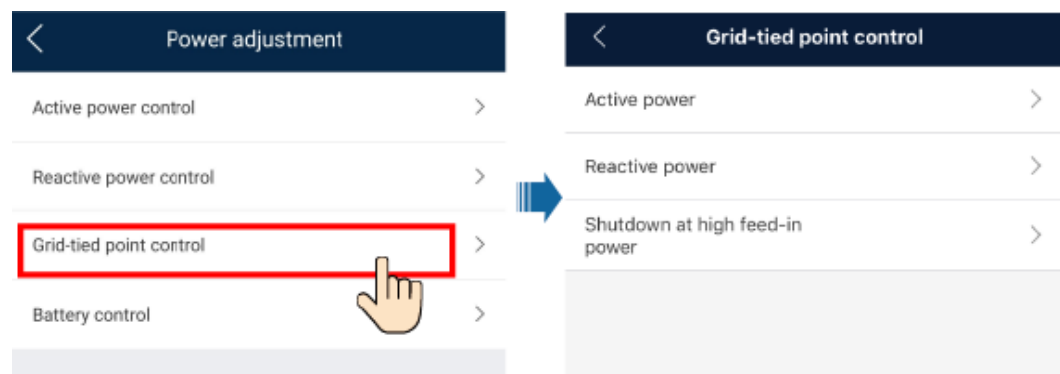 Power adjustment
Active power control
Reactive power control
Grid-tied point control
Battery control
Grid-tied point control
Active power
Reactive power
Shutdown at high feed-in
power